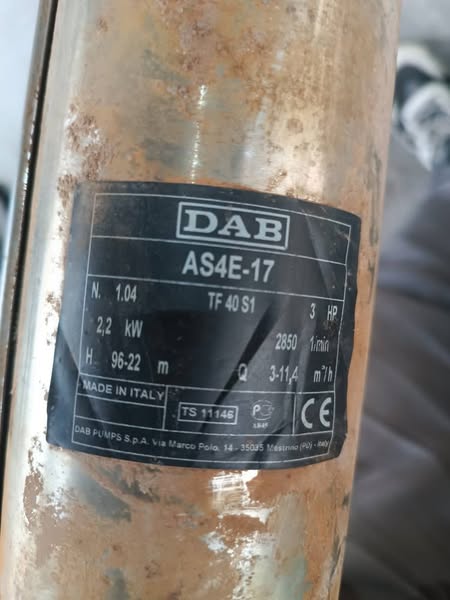 DAB
AS4E-17
N. 1.04 TF 40 S1 3 HP
2,2 kW 2850 1/min
H 96-22 m Q 3-11,4 m³/h
MADE IN ITALY TS 11146 CE
DAB PUMPS S.p.A. Via Marco Polo, 14 - 35035 Mestrino (PD) - Italy